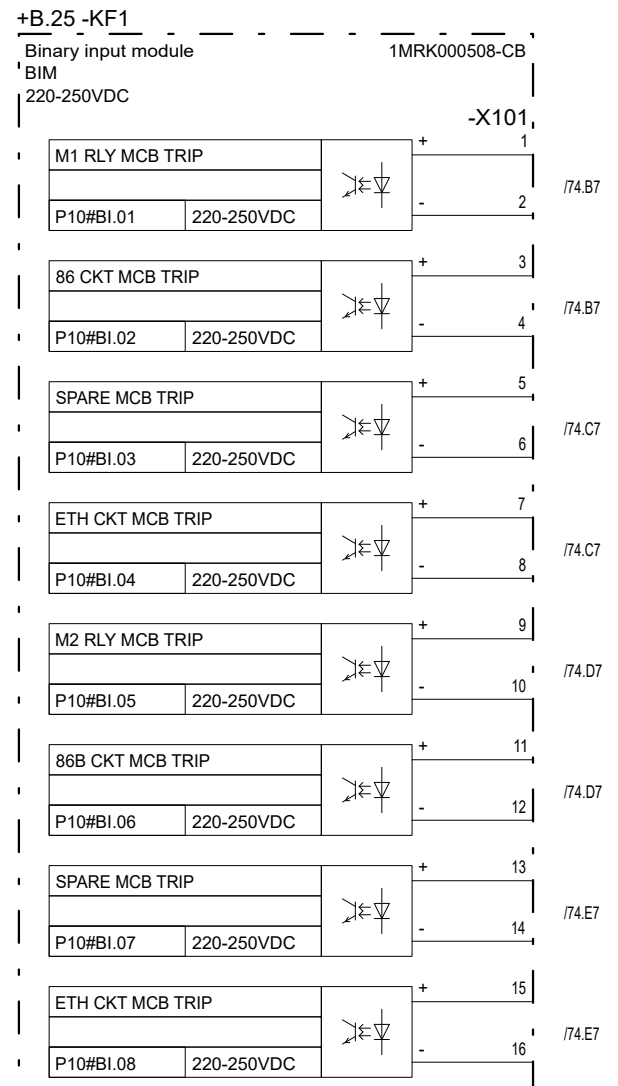 +B.25 -KF1
Binary input module 1MRK000508-CB
BIM
220-250VDC
-X101
+ 1
M1 RLY MCB TRIP
/74.B7
- 2
P10#BI.01 220-250VDC
+ 3
86 CKT MCB TRIP
/74.B7
- 4
P10#BI.02 220-250VDC
+ 5
SPARE MCB TRIP
/74.C7
- 6
P10#BI.03 220-250VDC
+ 7
ETH CKT MCB TRIP
/74.C7
- 8
P10#BI.04 220-250VDC
+ 9
M2 RLY MCB TRIP
/74.D7
- 10
P10#BI.05 220-250VDC
+ 11
86B CKT MCB TRIP
/74.D7
- 12
P10#BI.06 220-250VDC
+ 13
SPARE MCB TRIP
/74.E7
- 14
P10#BI.07 220-250VDC
+ 15
ETH CKT MCB TRIP
/74.E7
- 16
P10#BI.08 220-250VDC